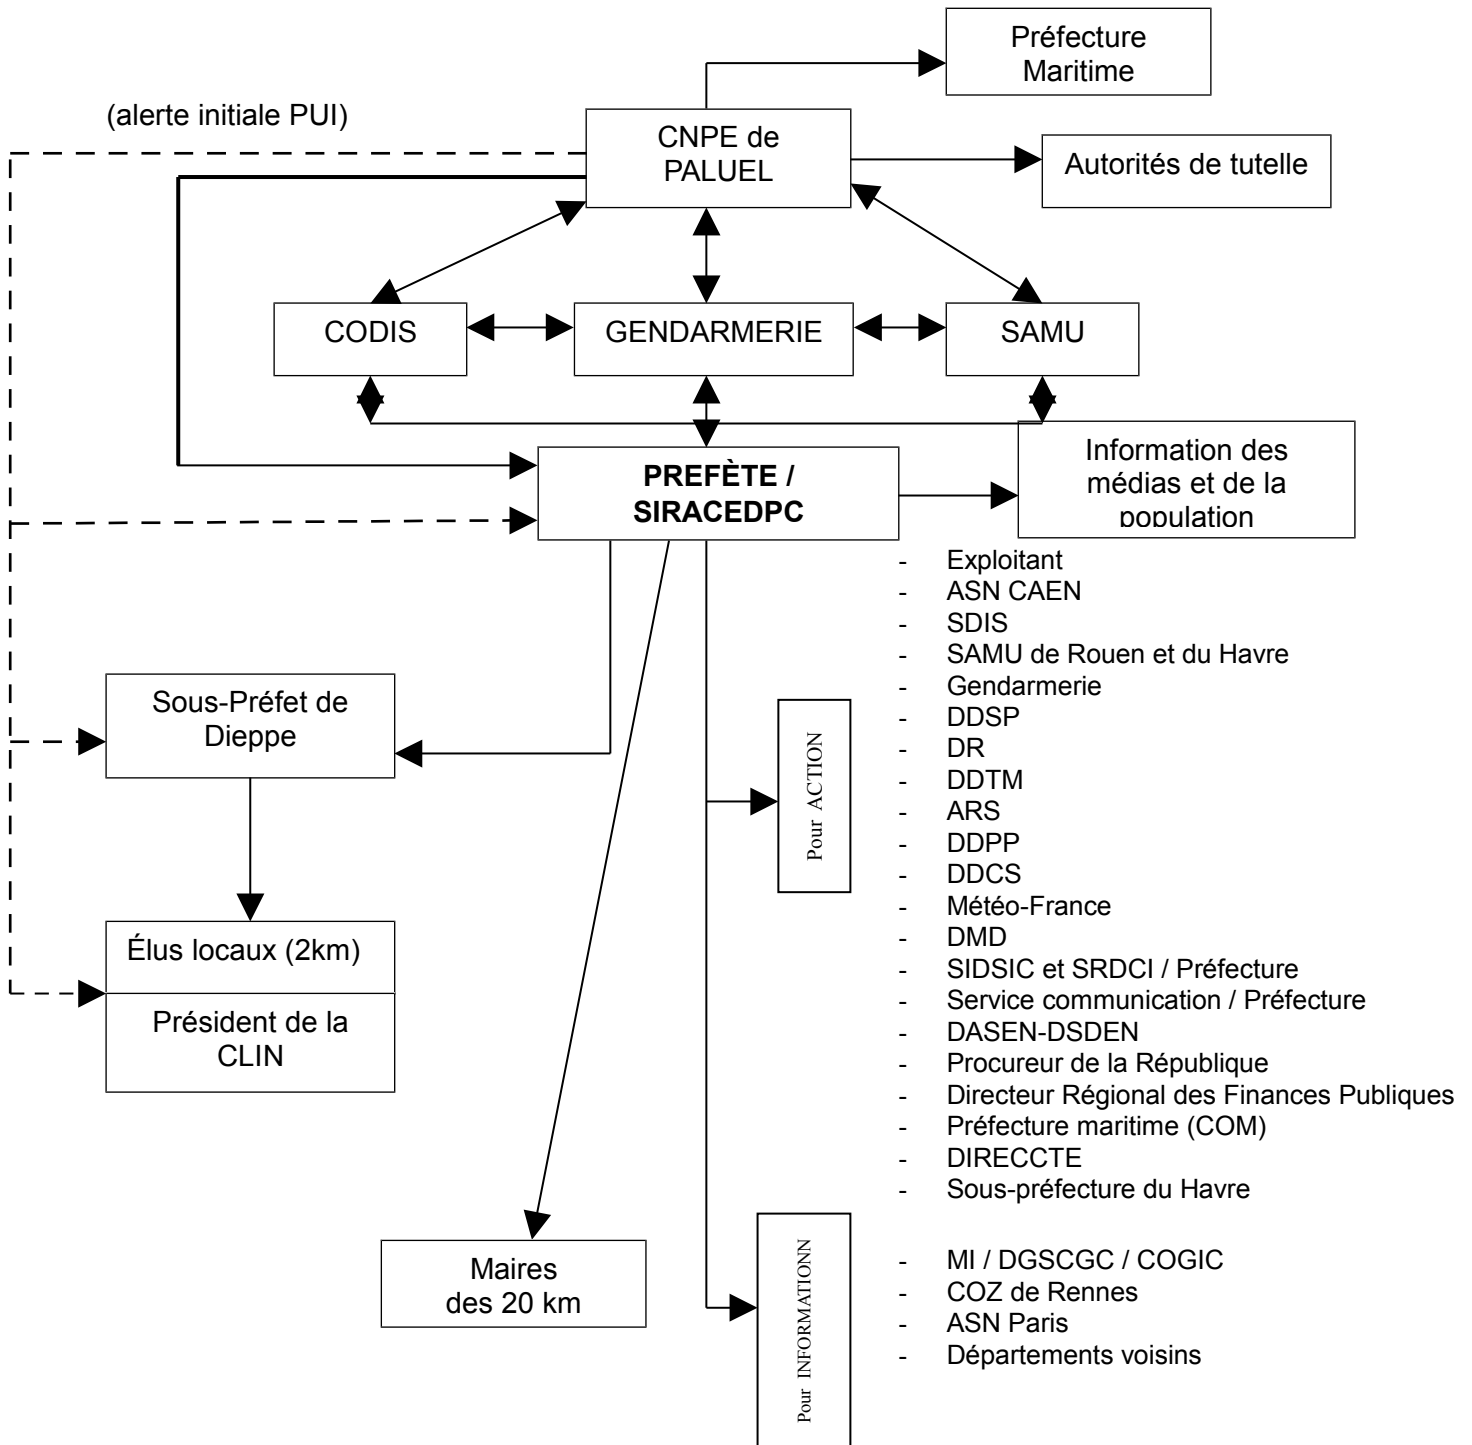 Préfecture
Maritime
(alerte initiale PUI)
CNPE de
PALUEL
Autorités de tutelle
CODIS
GENDARMERIE
SAMU
PREFÈTE /
SIRACEDPC
Information des
médias et de la
population
- Exploitant
- ASN CAEN
- SDIS
- SAMU de Rouen et du Havre
- Gendarmerie
- DDSP
- DR
- DDTM
- ARS
- DDPP
- DDCS
- Météo-France
- DMD
- SIDSIC et SRDCI / Préfecture
- Service communication / Préfecture
- DASEN-DSDEN
- Procureur de la République
- Directeur Régional des Finances Publiques
- Préfecture maritime (COM)
- DIRECCTE
- Sous-préfecture du Havre
Pour ACTION
Sous-Préfet de
Dieppe
Élus locaux (2km)
Président de la
CLIN
Maires
des 20 km
Pour INFORMATIONN
- MI / DGSCGC / COGIC
- COZ de Rennes
- ASN Paris
- Départements voisins